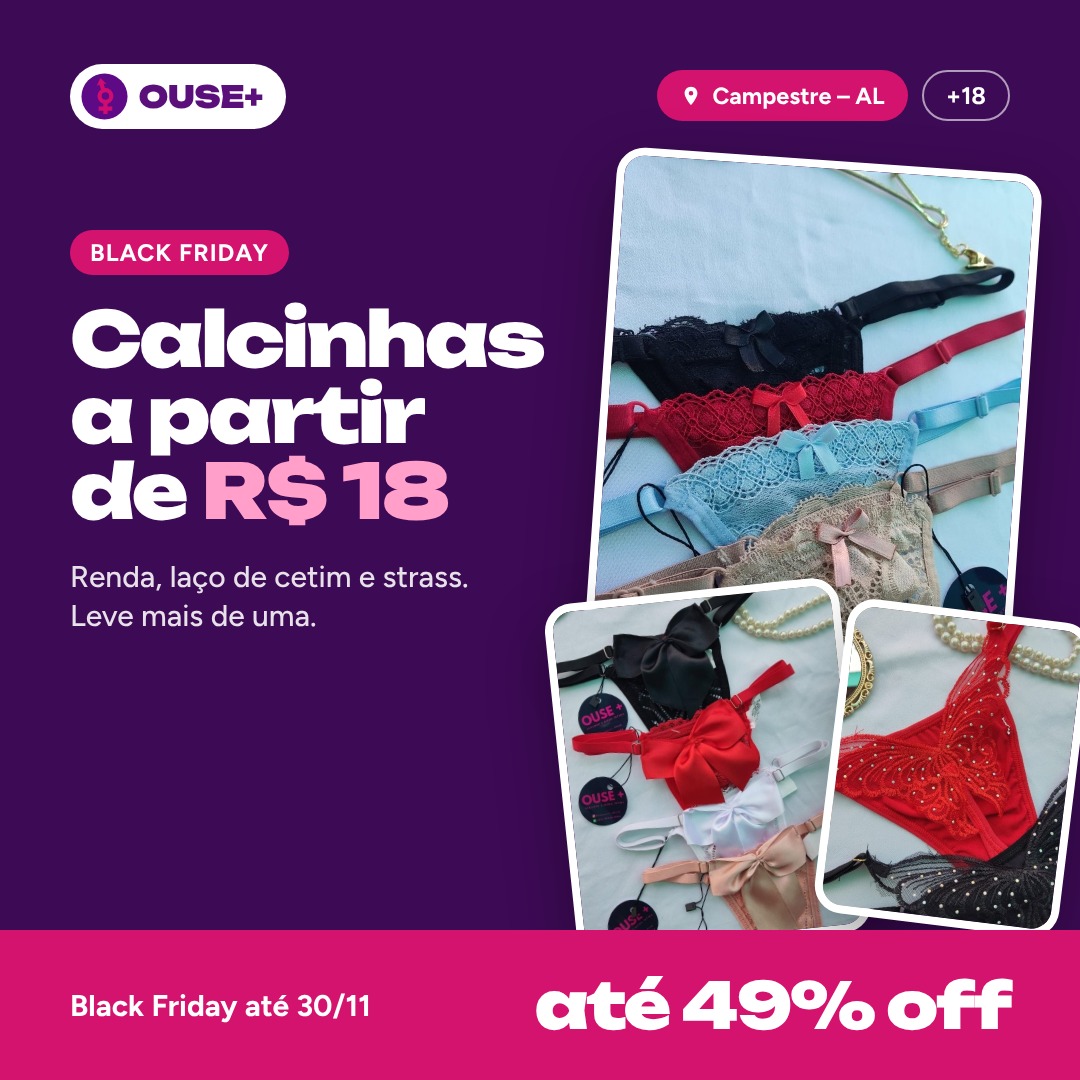 OUSE+
Campestre – AL
+18
BLACK FRIDAY
Calcinhas
a partir
de R$ 18
Renda, laço de cetim e strass.
Leve mais de uma.
OUSE +
OUSE +
OUSE +
Black Friday até 30/11
até 49% off